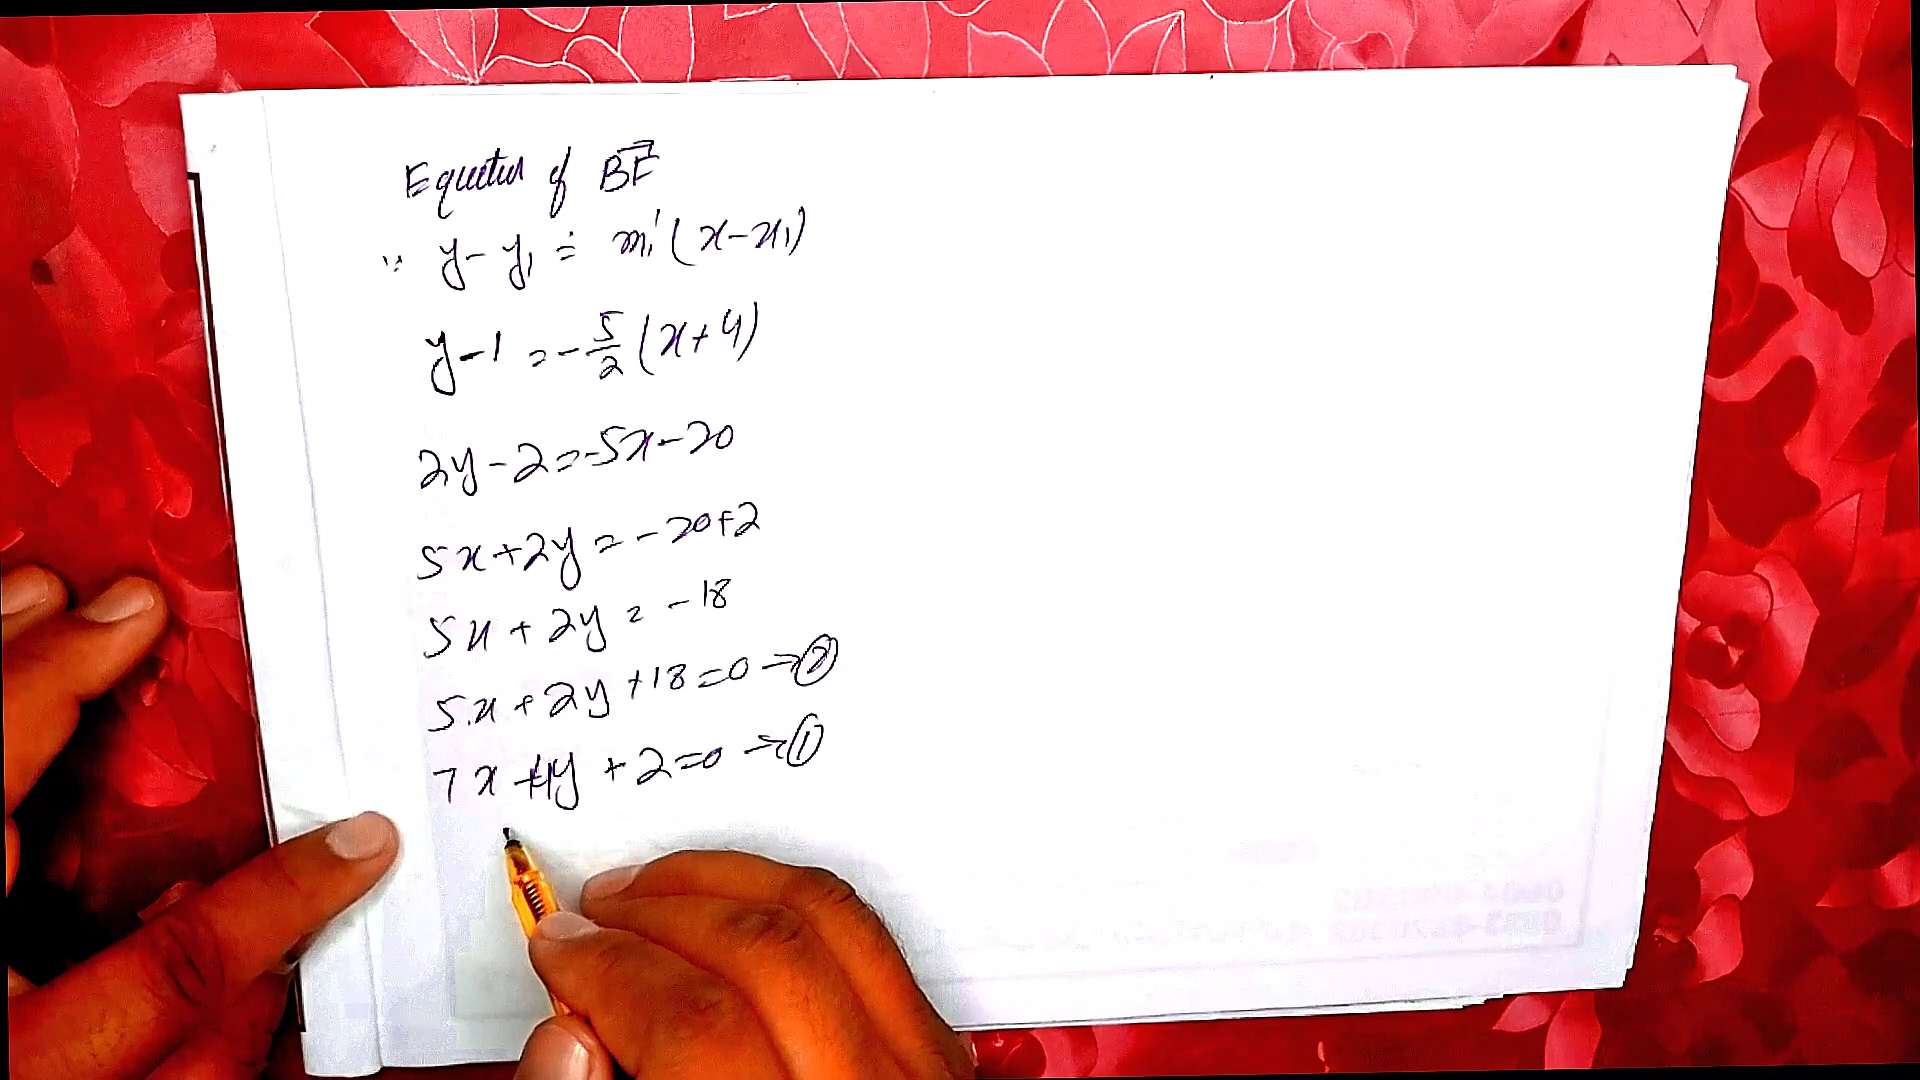 Equation of BE
∵ y - y₁ = m₁'(x - x₁)
y - 1 = -5/2 (x + 4)
2y - 2 = -5x - 20
5x + 2y = -20 + 2
5x + 2y = -18
5x + 2y + 18 = 0 → ②
7x + 4y + 2 = 0 → ①